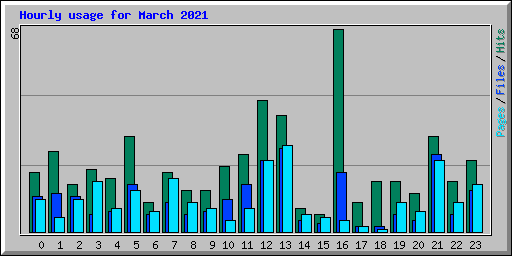 Hourly usage for March 2021
68
Pages/Files/Hits
0 1 2 3 4 5 6 7 8 9 10 11 12 13 14 15 16 17 18 19 20 21 22 23